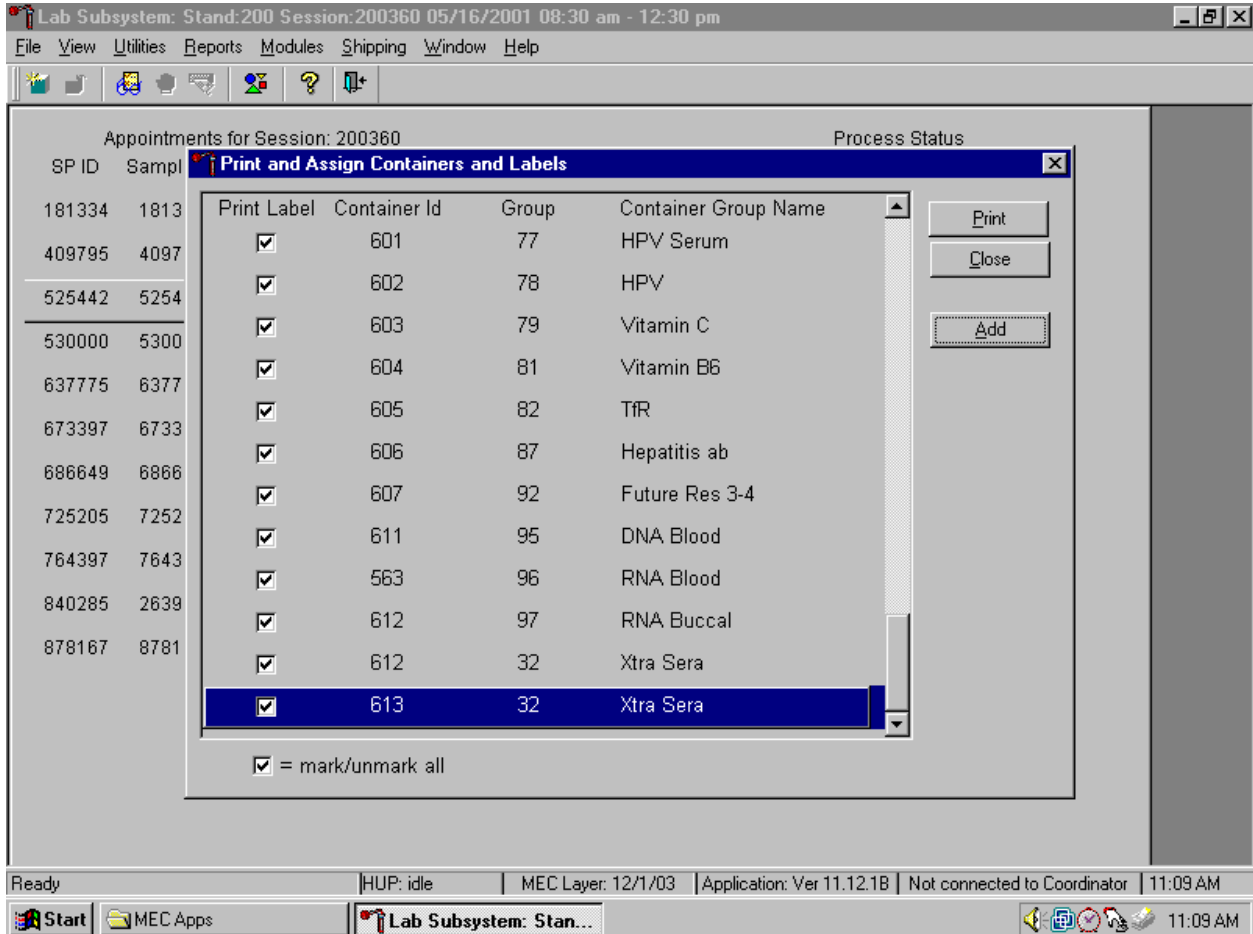 Lab Subsystem: Stand:200 Session:200360 05/16/2001 08:30 am - 12:30 pm
File View Utilities Reports Modules Shipping Window Help
Appointments for Session: 200360 Process Status
SP ID Sampl
Print and Assign Containers and Labels
Print Label Container Id Group Container Group Name
601 77 HPV Serum
602 78 HPV
603 79 Vitamin C
604 81 Vitamin B6
605 82 TfR
606 87 Hepatitis ab
607 92 Future Res 3-4
611 95 DNA Blood
563 96 RNA Blood
612 97 RNA Buccal
612 32 Xtra Sera
613 32 Xtra Sera
= mark/unmark all
Print
Close
Add
181334 1813
409795 4097
525442 5254
530000 5300
637775 6377
673397 6733
686649 6866
725205 7252
764397 7643
840285 2639
878167 8781
Ready HUP: idle MEC Layer: 12/1/03 Application: Ver 11.12.1B Not connected to Coordinator 11:09 AM
Start MEC Apps Lab Subsystem: Stan... 11:09 AM